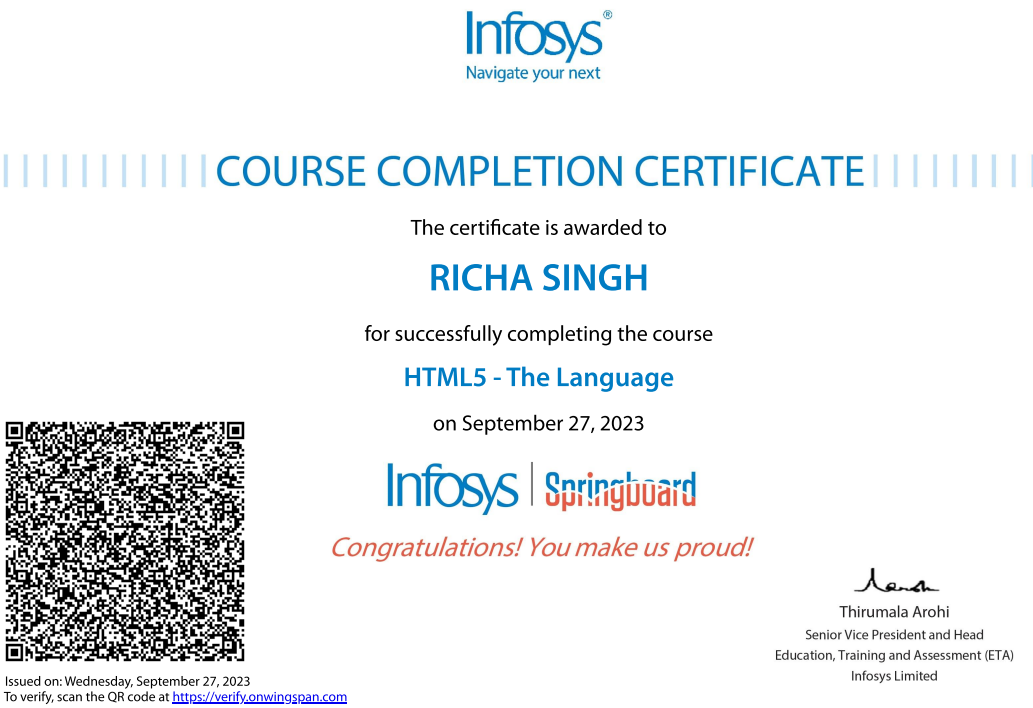 Infosys®
Navigate your next
COURSE COMPLETION CERTIFICATE
The certificate is awarded to
RICHA SINGH
for successfully completing the course
HTML5 - The Language
on September 27, 2023
Infosys | Springboard
Congratulations! You make us proud!
Thirumala Arohi
Senior Vice President and Head
Education, Training and Assessment (ETA)
Infosys Limited
Issued on: Wednesday, September 27, 2023
To verify, scan the QR code at https://verify.onwingspan.com